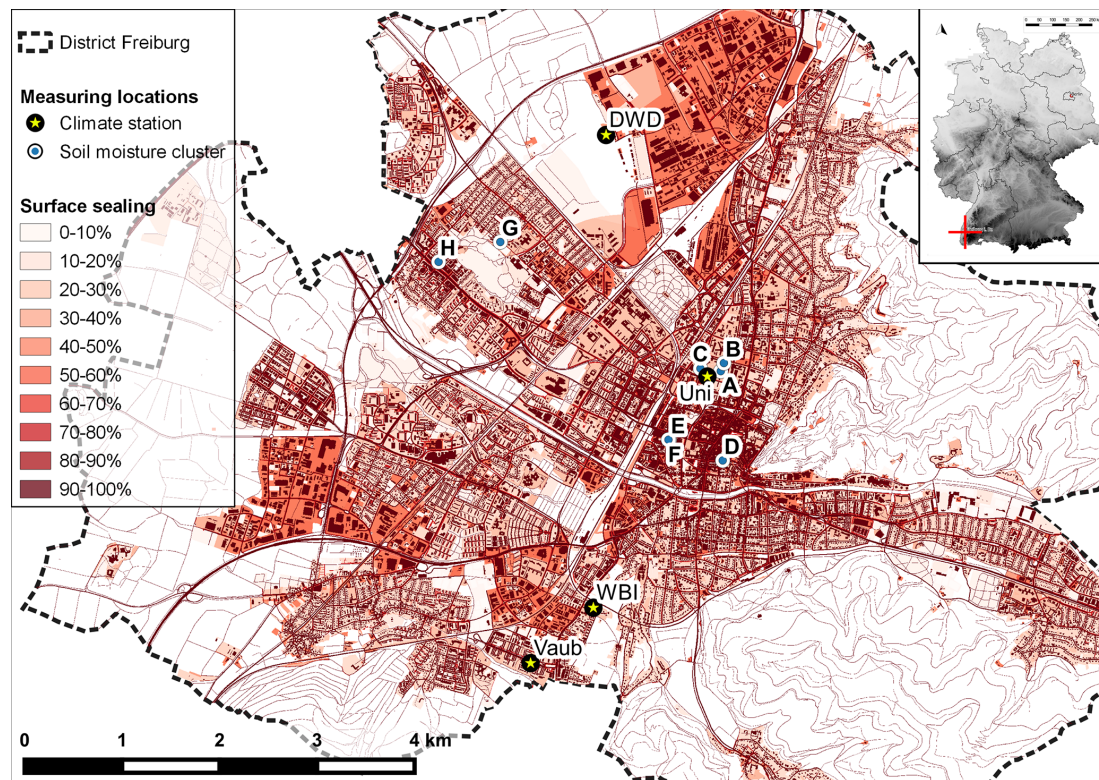 District Freiburg
Measuring locations
Climate station
Soil moisture cluster
Surface sealing
0-10%
10-20%
20-30%
30-40%
40-50%
50-60%
60-70%
70-80%
80-90%
90-100%
DWD
G
H
C
B
Uni
A
E
F
D
WBI
Vaub
0
1
2
3
4 km